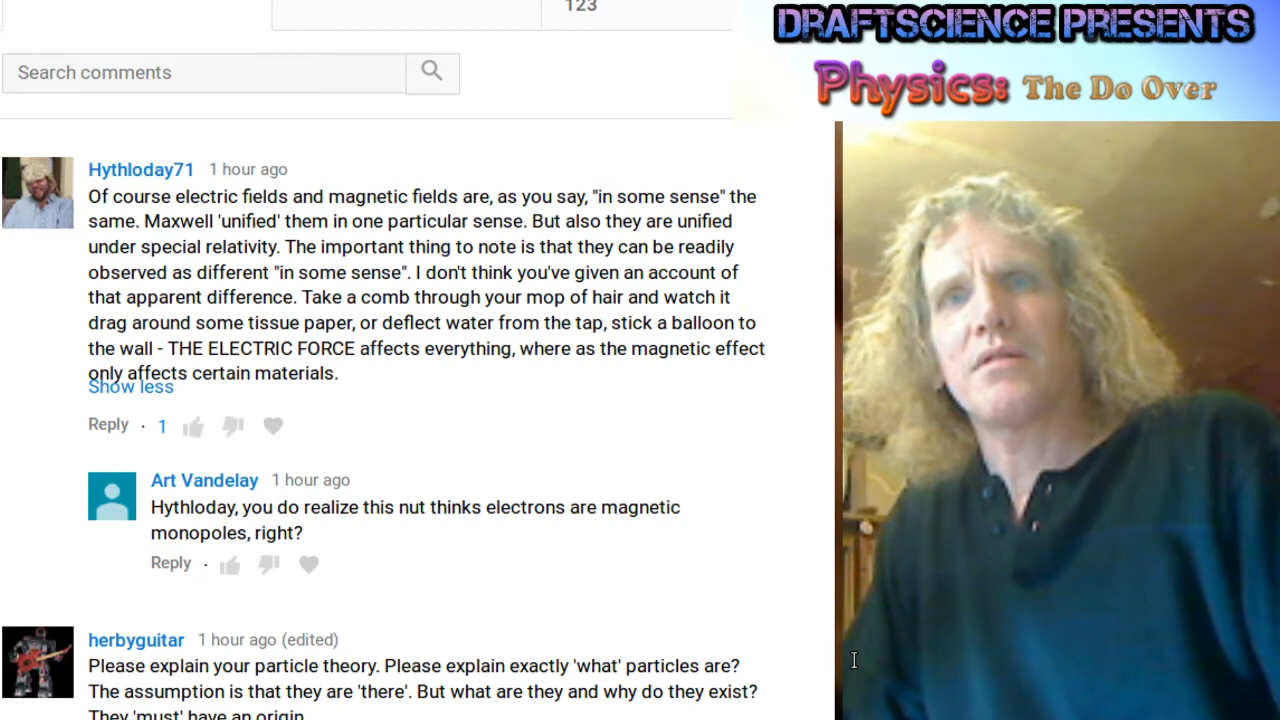 123
DRAFTSCIENCE PRESENTS
Search comments
Physics: The Do Over
Hythloday71 1 hour ago
Of course electric fields and magnetic fields are, as you say, "in some sense" the
same. Maxwell 'unified' them in one particular sense. But also they are unified
under special relativity. The important thing to note is that they can be readily
observed as different "in some sense". I don't think you've given an account of
that apparent difference. Take a comb through your mop of hair and watch it
drag around some tissue paper, or deflect water from the tap, stick a balloon to
the wall - THE ELECTRIC FORCE affects everything, where as the magnetic effect
only affects certain materials.
Show less
Reply · 1
Art Vandelay 1 hour ago
Hythloday, you do realize this nut thinks electrons are magnetic
monopoles, right?
Reply ·
herbyguitar 1 hour ago (edited)
Please explain your particle theory. Please explain exactly 'what' particles are?
The assumption is that they are 'there'. But what are they and why do they exist?
They 'must' have an origin